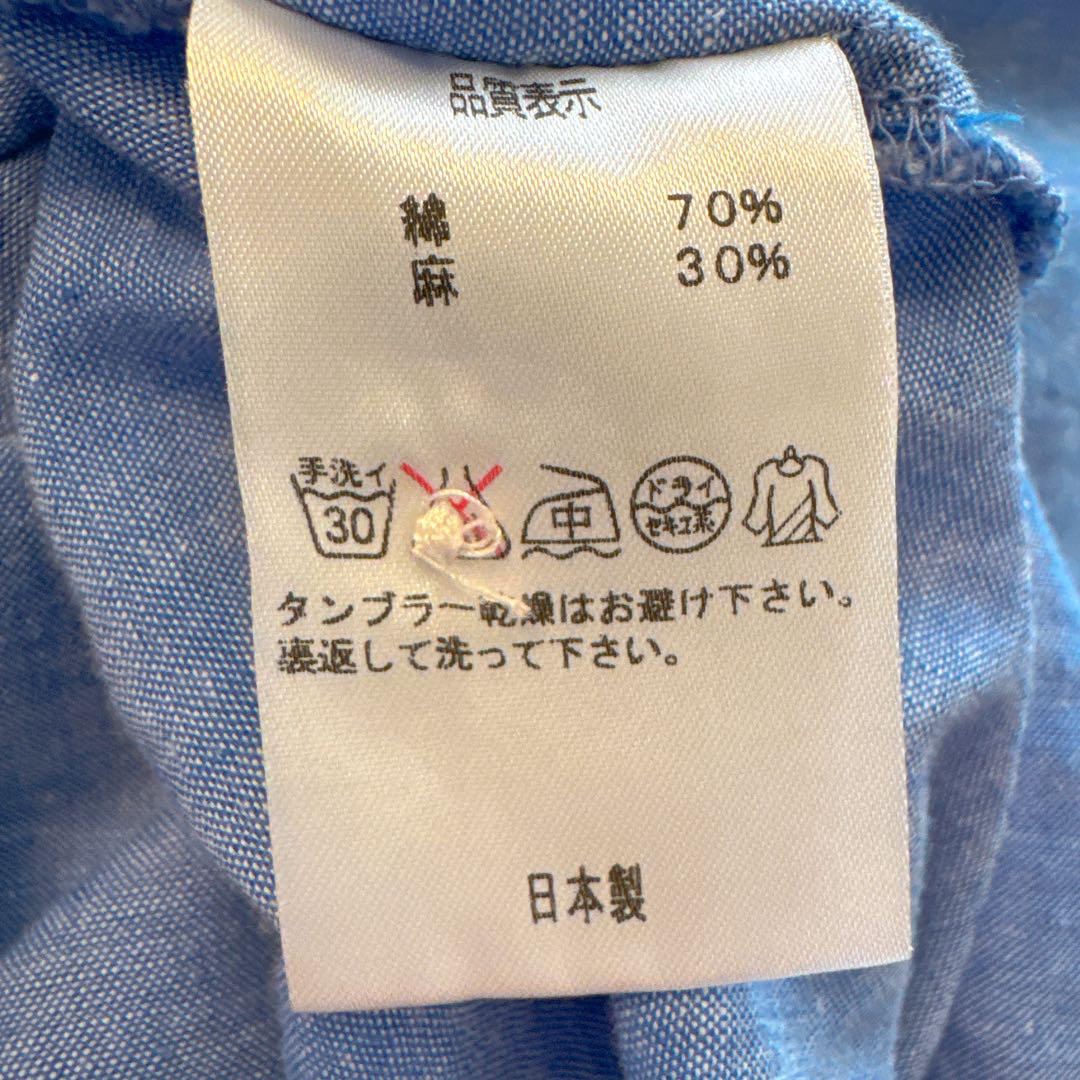 品質表示
綿 70%
麻 30%
手洗イ 30 中 ドライ セキユ系
タンブラー乾燥はお避け下さい。
裏返して洗って下さい。
日本製